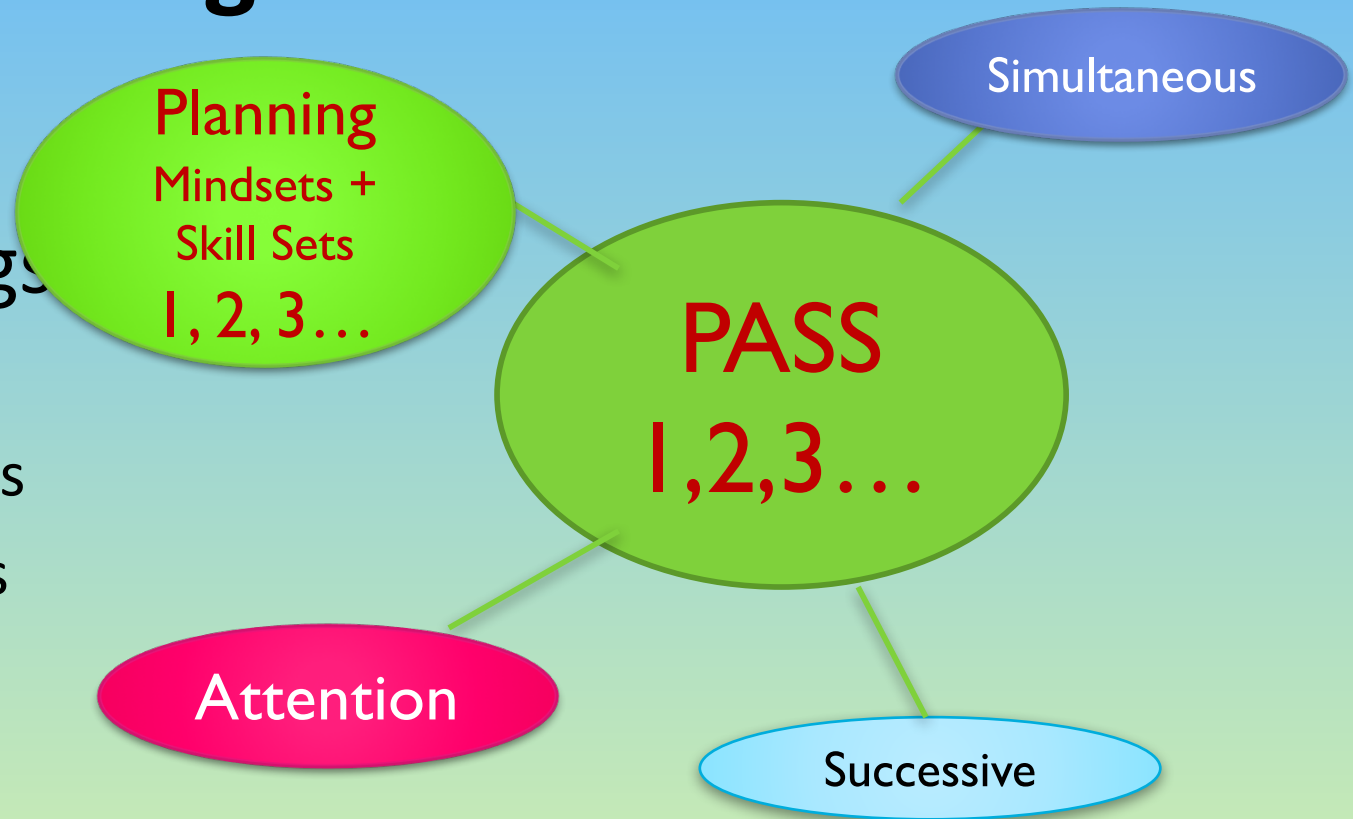 Simultaneous
Planning
Mindsets +
Skill Sets
1, 2, 3…
PASS
1,2,3…
Attention
Successive